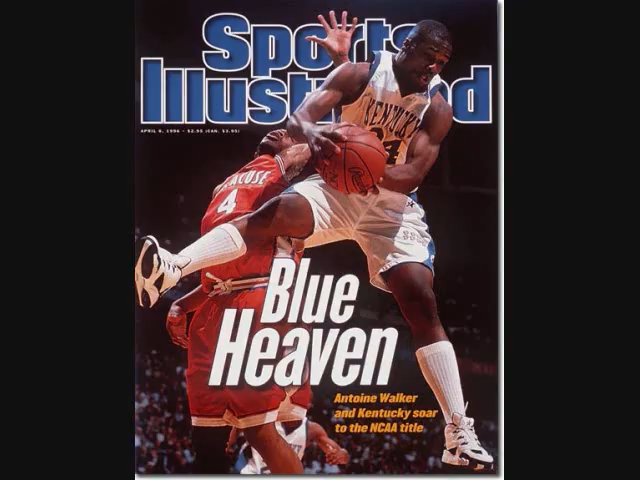 Sports
Illustrated
APRIL 8, 1996 • $2.95 (CAN. $3.95)
KENTUCKY
24
4
Blue
Heaven
Antoine Walker
and Kentucky soar
to the NCAA title